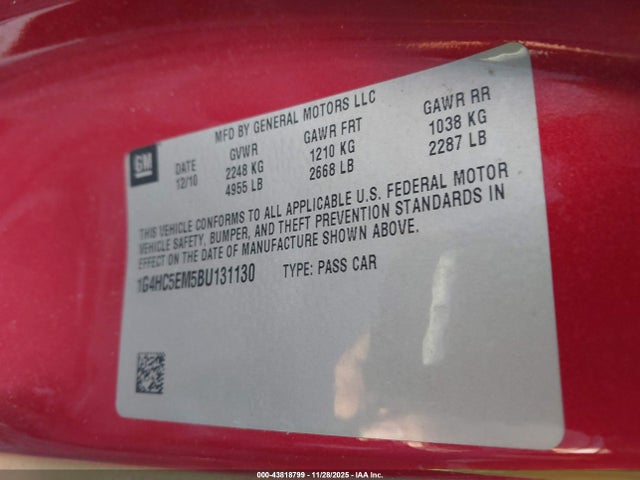 MFD BY GENERAL MOTORS LLC
GM
DATE GVWR GAWR FRT GAWR RR
12/10 2248 KG 1210 KG 1038 KG
4955 LB 2668 LB 2287 LB
THIS VEHICLE CONFORMS TO ALL APPLICABLE U.S. FEDERAL MOTOR
VEHICLE SAFETY, BUMPER, AND THEFT PREVENTION STANDARDS IN
EFFECT ON THE DATE OF MANUFACTURE SHOWN ABOVE.
1G4HC5EM5BU131130 TYPE: PASS CAR
000-43818799 - 11/28/2025 - IAA Inc.